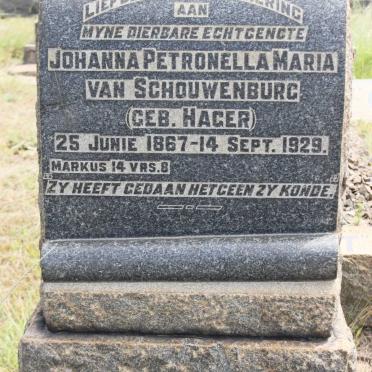 AAN
MYNE DIERBARE ECHTGENOTE
JOHANNA PETRONELLA MARIA
VAN SCHOUWENBURG
(GEB. HAGER)
25 JUNIE 1867-14 SEPT. 1929.
MARKUS 14 VRS.8
"ZY HEEFT GEDAAN HETGEEN ZY KONDE."